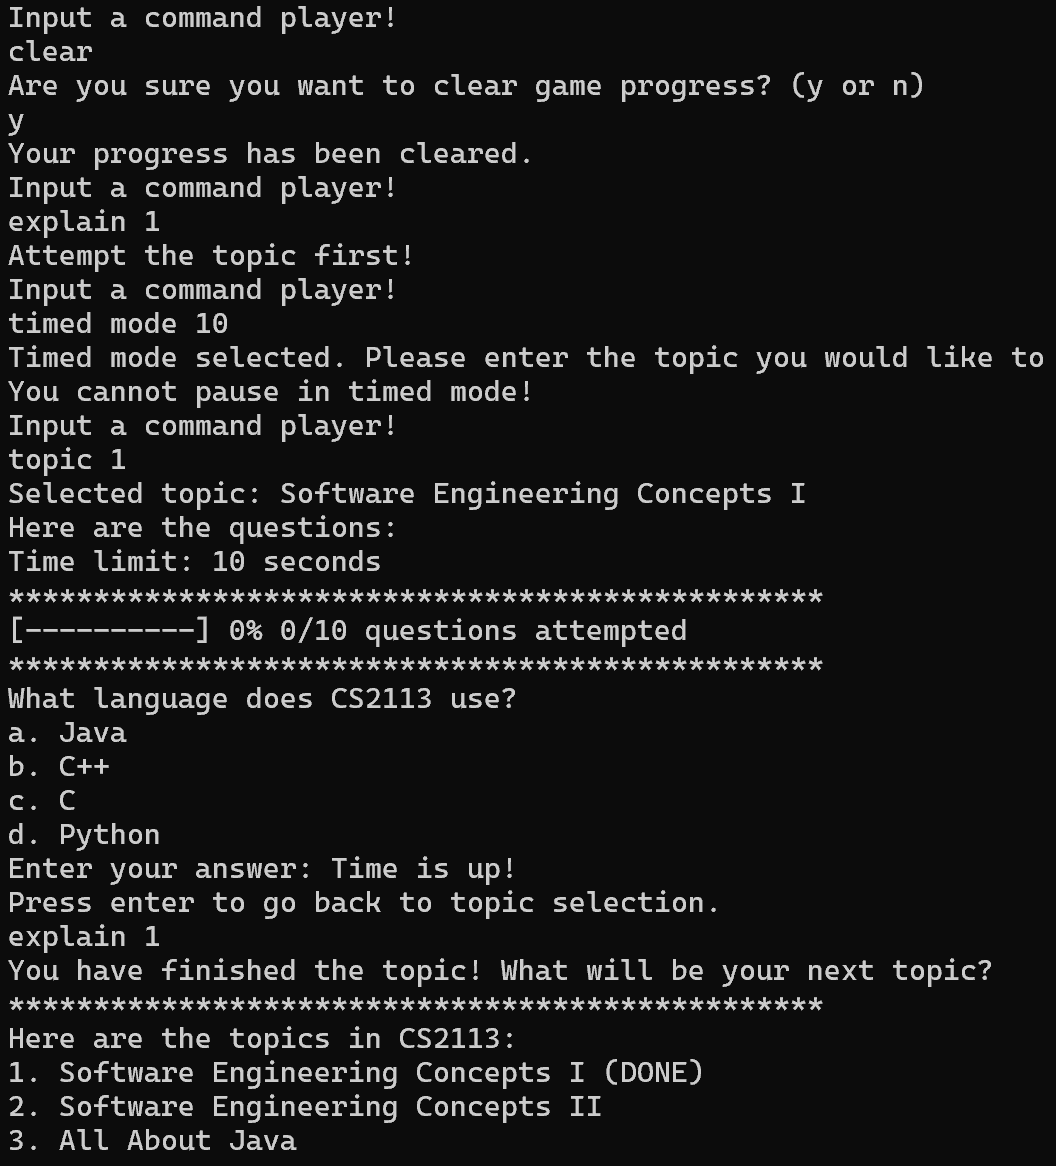 Input a command player!
clear
Are you sure you want to clear game progress? (y or n)
y
Your progress has been cleared.
Input a command player!
explain 1
Attempt the topic first!
Input a command player!
timed mode 10
Timed mode selected. Please enter the topic you would like to
You cannot pause in timed mode!
Input a command player!
topic 1
Selected topic: Software Engineering Concepts I
Here are the questions:
Time limit: 10 seconds
************************************************
[----------] 0% 0/10 questions attempted
************************************************
What language does CS2113 use?
a. Java
b. C++
c. C
d. Python
Enter your answer: Time is up!
Press enter to go back to topic selection.
explain 1
You have finished the topic! What will be your next topic?
************************************************
Here are the topics in CS2113:
1. Software Engineering Concepts I (DONE)
2. Software Engineering Concepts II
3. All About Java